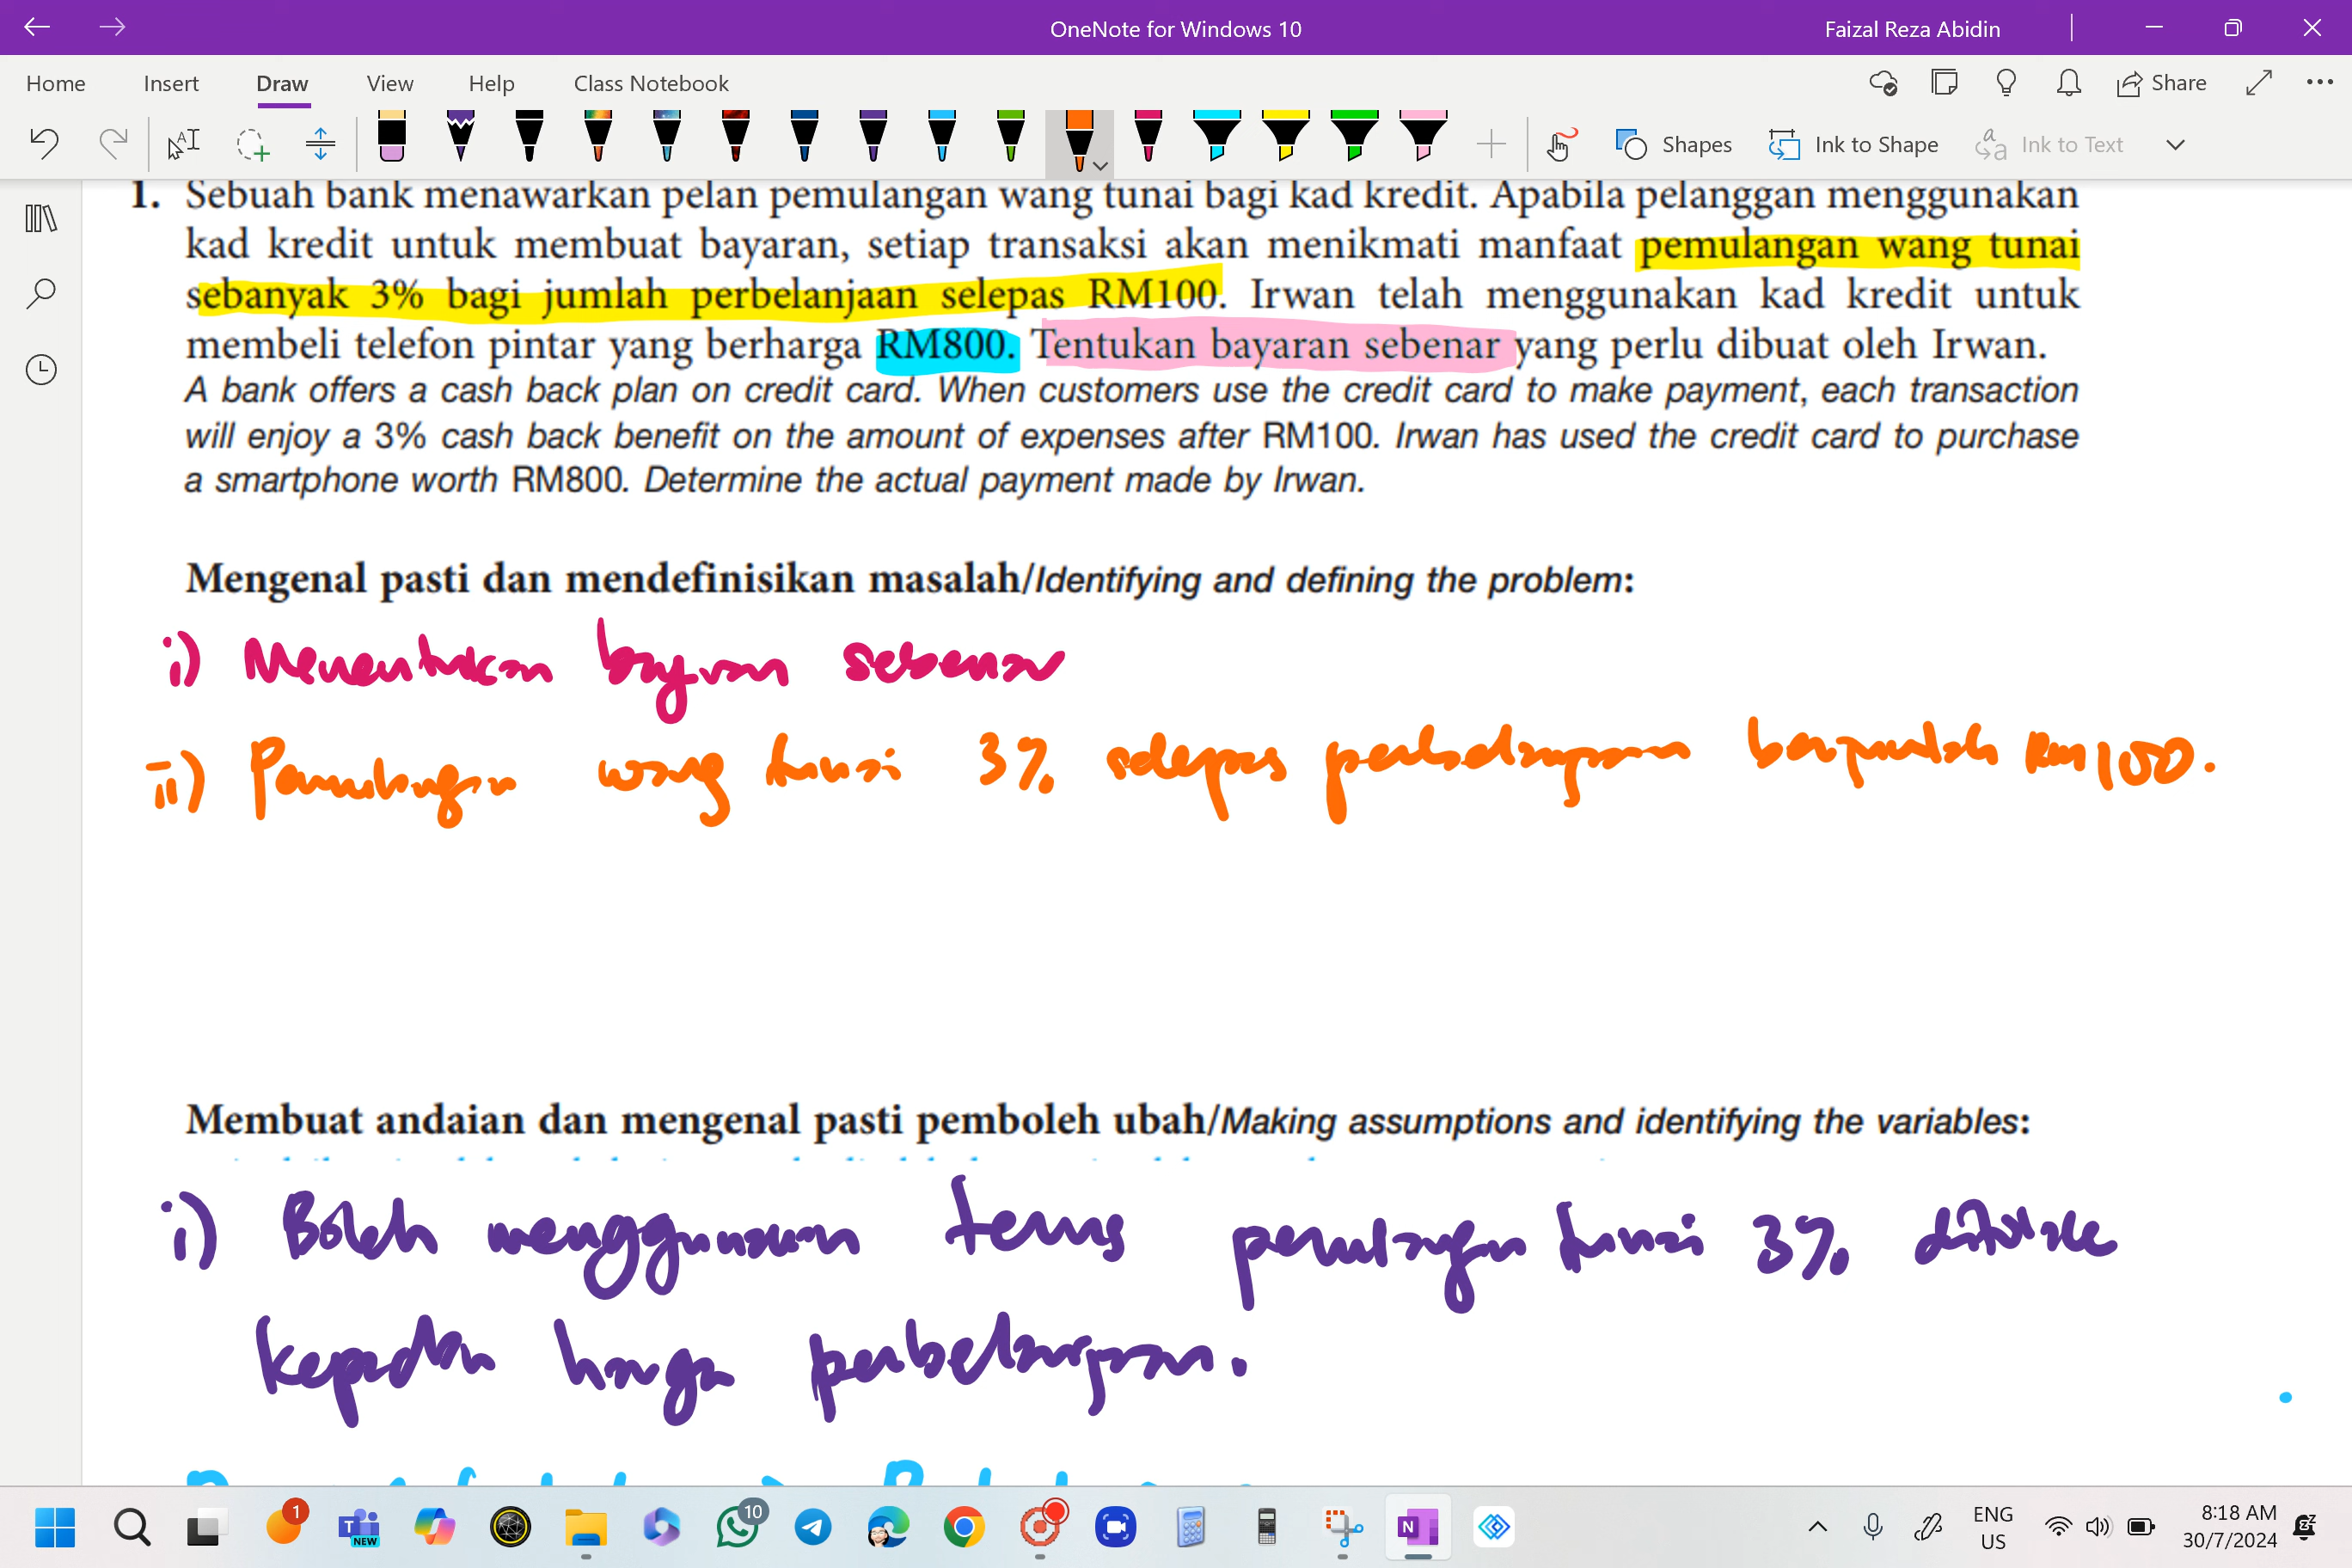 OneNote for Windows 10
Faizal Reza Abidin
Home Insert Draw View Help Class Notebook Share
Shapes Ink to Shape Ink to Text
1. Sebuah bank menawarkan pelan pemulangan wang tunai bagi kad kredit. Apabila pelanggan menggunakan
kad kredit untuk membuat bayaran, setiap transaksi akan menikmati manfaat pemulangan wang tunai
sebanyak 3% bagi jumlah perbelanjaan selepas RM100. Irwan telah menggunakan kad kredit untuk
membeli telefon pintar yang berharga RM800. Tentukan bayaran sebenar yang perlu dibuat oleh Irwan.
A bank offers a cash back plan on credit card. When customers use the credit card to make payment, each transaction
will enjoy a 3% cash back benefit on the amount of expenses after RM100. Irwan has used the credit card to purchase
a smartphone worth RM800. Determine the actual payment made by Irwan.
Mengenal pasti dan mendefinisikan masalah/Identifying and defining the problem:
i) Menentukan bayaran sebenar
ii) Pemulangan wang tunai 3% selepas perbelanjaan berjumlah RM100.
Membuat andaian dan mengenal pasti pemboleh ubah/Making assumptions and identifying the variables:
i) Boleh menggunakan terus pemulangan tunai 3% ditolak
kepada harga perbelanjaan.
1
NEW
10
ENG
US
8:18 AM
30/7/2024